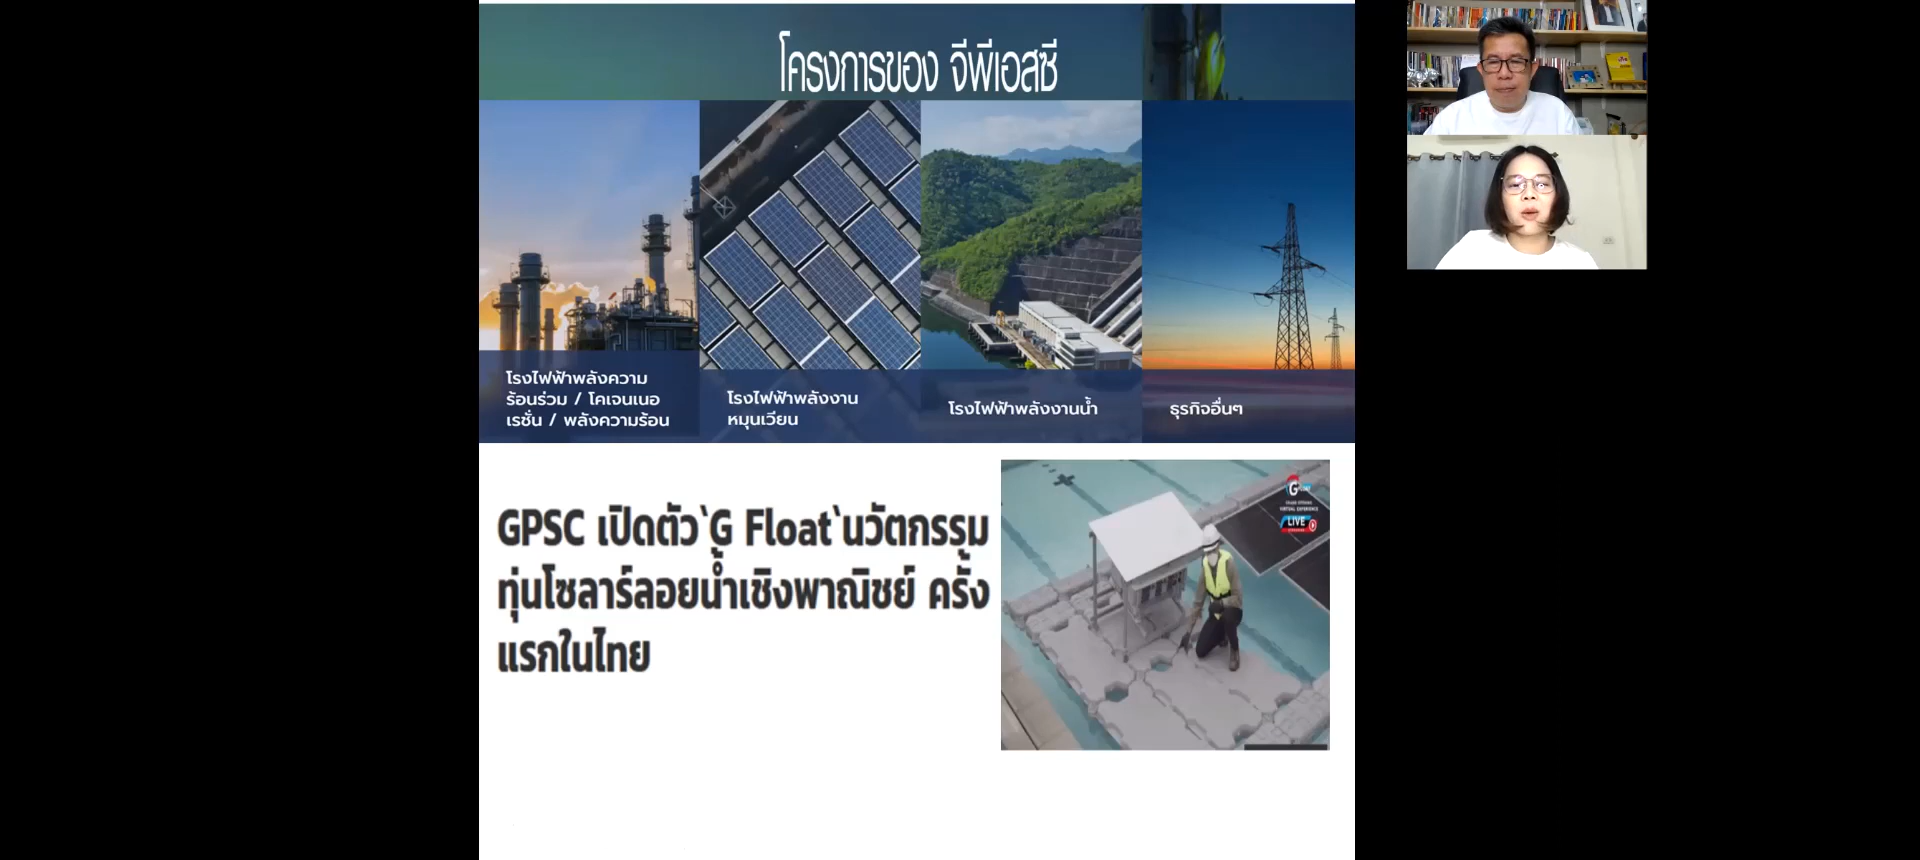 โครงการของ จีพีเอสซี
โรงไฟฟ้าพลังความ
ร้อนร่วม / โคเจนเนอ
เรชั่น / พลังความร้อน
โรงไฟฟ้าพลังงาน
หมุนเวียน
โรงไฟฟ้าพลังงานน้ำ
ธุรกิจอื่นๆ
GPSC เปิดตัว`G Float`นวัตกรรม
ทุ่นโซลาร์ลอยน้ำเชิงพาณิชย์ ครั้ง
แรกในไทย
G
VIRTUAL EXPERIENCE
LIVE